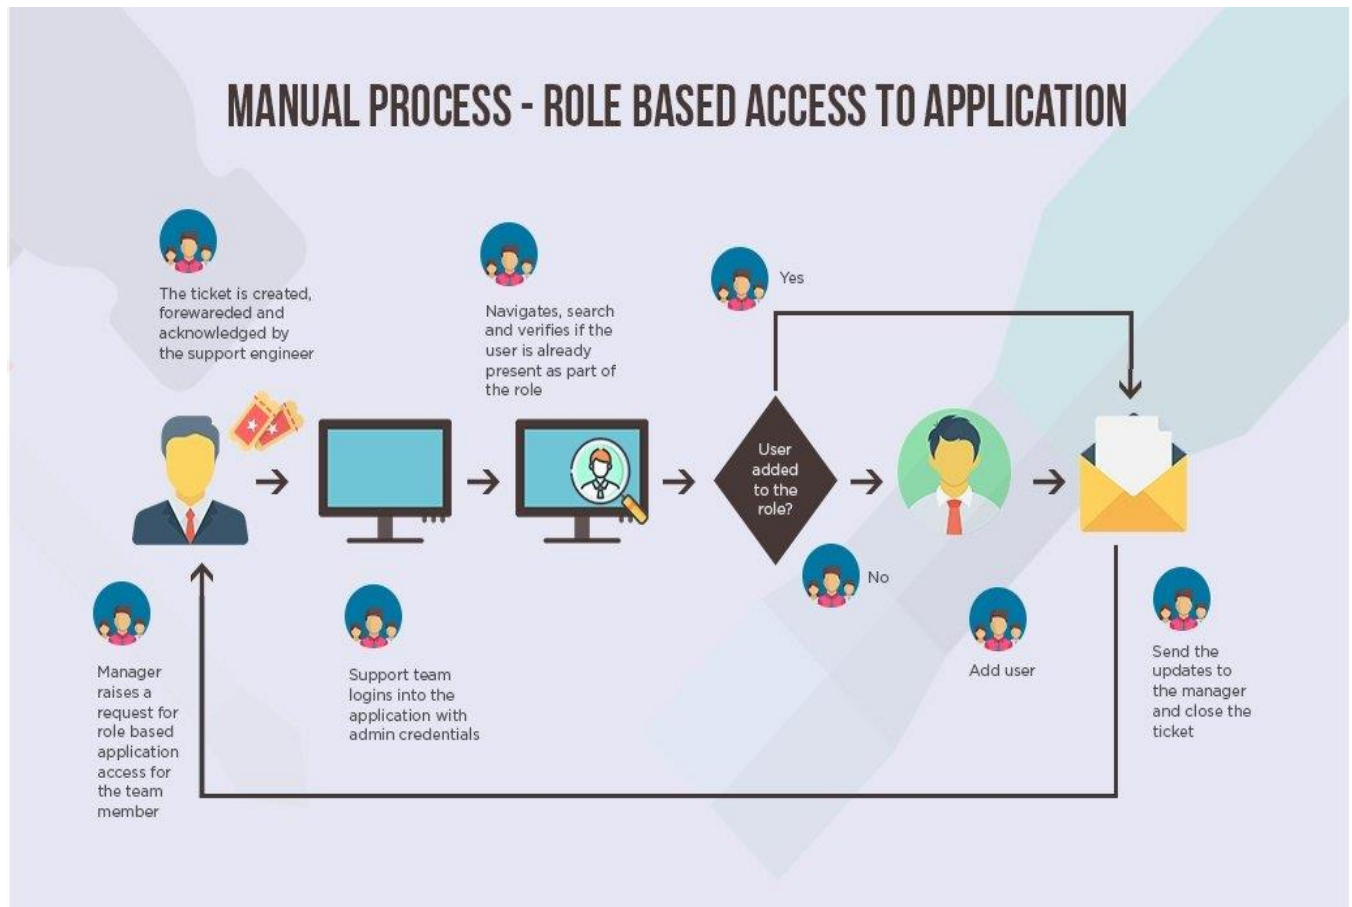 MANUAL PROCESS - ROLE BASED ACCESS TO APPLICATION
The ticket is created,
forewareded and
acknowledged by
the support engineer
Navigates, search
and verifies if the
user is already
present as part of
the role
Yes
User
added
to the
role?
No
Manager
raises a
request for
role based
application
access for
the team
member
Support team
logins into the
application with
admin credentials
Add user
Send the
updates to
the manager
and close the
ticket